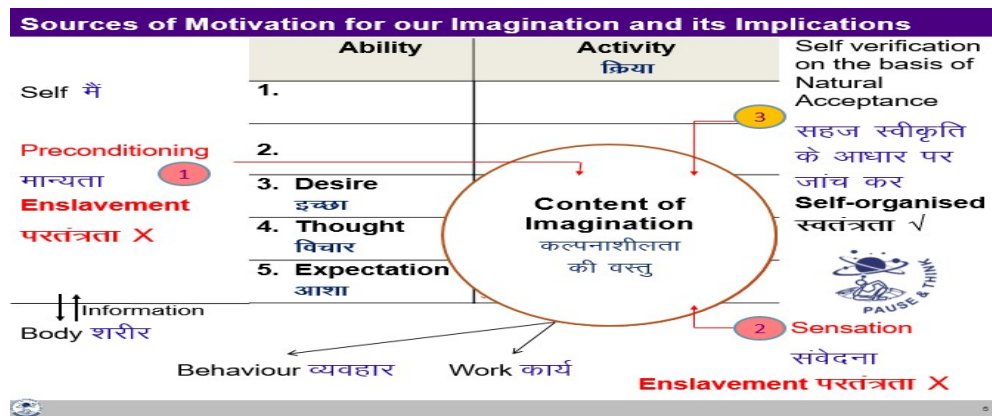 Sources of Motivation for our Imagination and its Implications
Ability
Activity
क्रिया
Self verification
on the basis of
Natural
Acceptance
सहज स्वीकृति
के आधार पर
जांच कर
Self-organised
स्वतंत्रता √
Self मैं
1.
3
Preconditioning
मान्यता
1
Enslavement
परतंत्रता X
2.
3. Desire
इच्छा
4. Thought
विचार
5. Expectation
आशा
Content of
Imagination
कल्पनाशीलता
की वस्तु
PAUSE & THINK
Information
Body शरीर
Behaviour व्यवहार
Work कार्य
2
Sensation
संवेदना
Enslavement परतंत्रता X